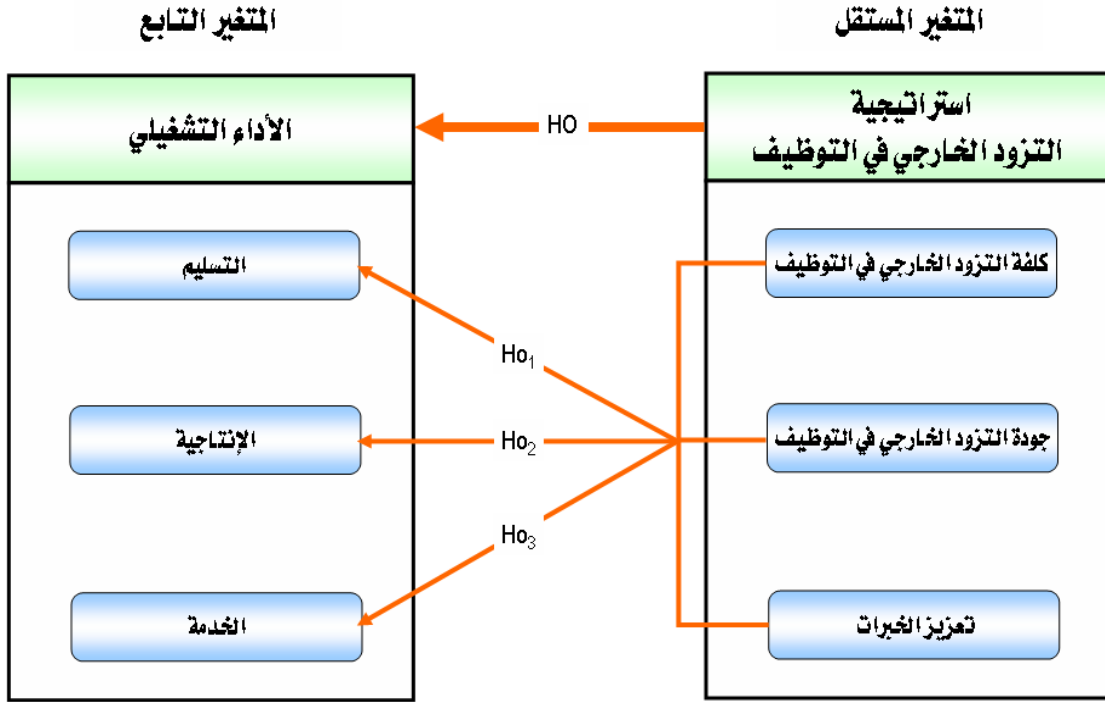 المتغير المستقل
المتغير التابع
استراتيجية
التزود الخارجي في التوظيف
HO
الأداء التشغيلي
كلفة التزود الخارجي في التوظيف
جودة التزود الخارجي في التوظيف
تعزيز الخبرات
Ho1
Ho2
Ho3
التسليم
الإنتاجية
الخدمة